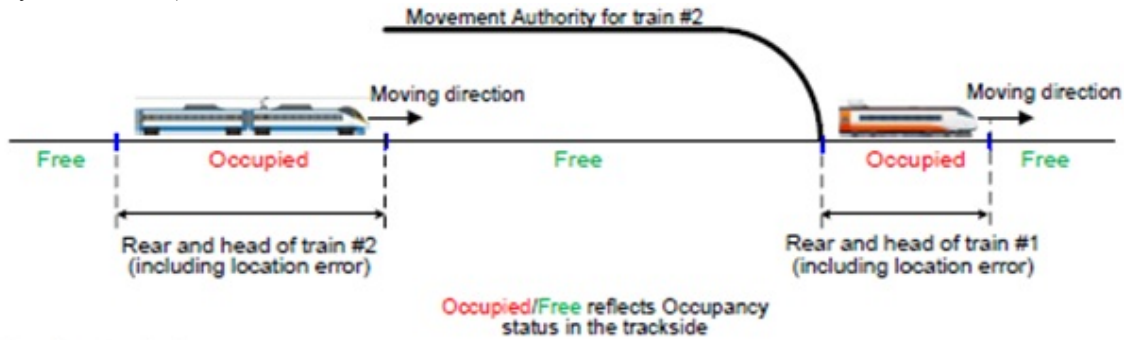 Movement Authority for train #2
Moving direction
Moving direction
Free
Occupied
Free
Occupied
Free
Rear and head of train #2
(including location error)
Rear and head of train #1
(including location error)
Occupied/Free reflects Occupancy
status in the trackside